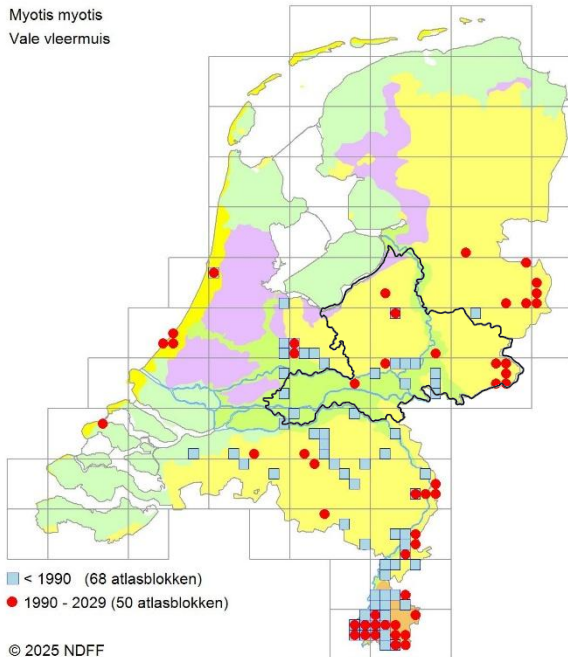 Myotis myotis
Vale vleermuis
< 1990 (68 atlasblokken)
1990 - 2029 (50 atlasblokken)
© 2025 NDFF